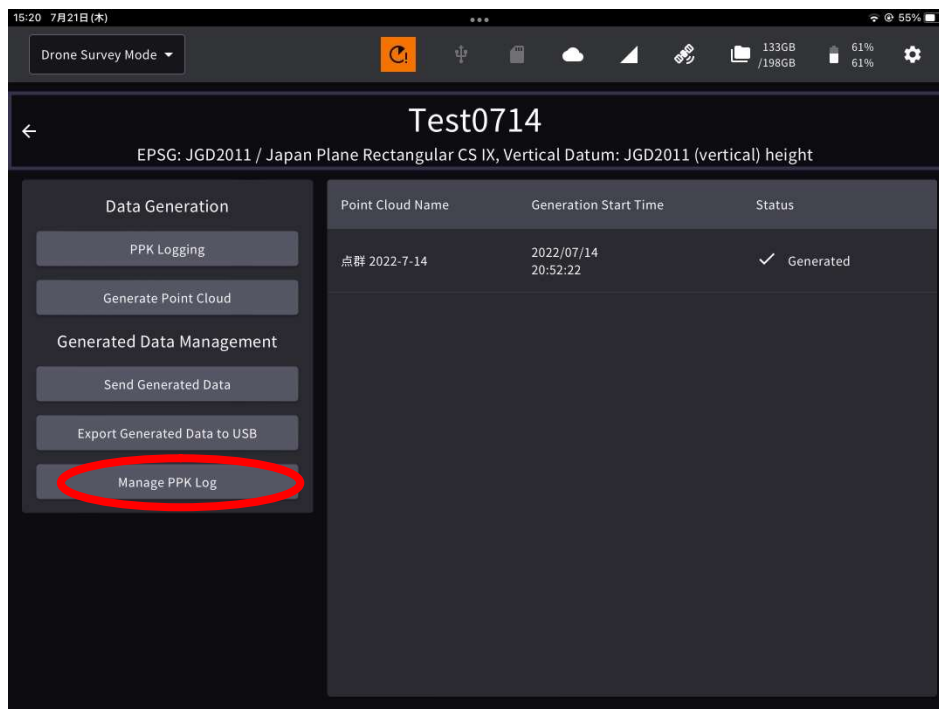 15:20 7月21日(木)
55%
Drone Survey Mode
133GB
/198GB
61%
61%
Test0714
EPSG: JGD2011 / Japan Plane Rectangular CS IX, Vertical Datum: JGD2011 (vertical) height
Data Generation
PPK Logging
Generate Point Cloud
Generated Data Management
Send Generated Data
Export Generated Data to USB
Manage PPK Log
Point Cloud Name Generation Start Time Status
点群 2022-7-14
2022/07/14
20:52:22
Generated